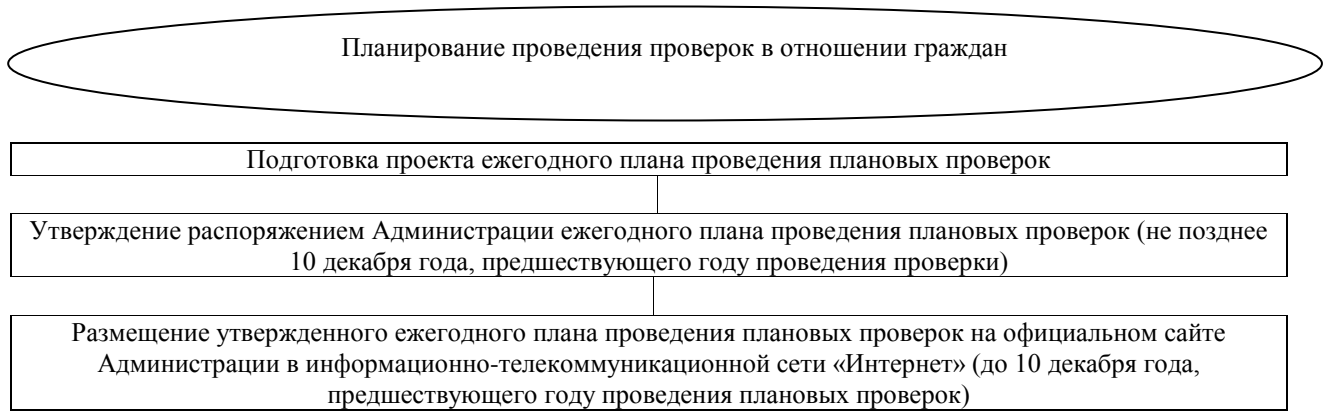 Планирование проведения проверок в отношении граждан
Подготовка проекта ежегодного плана проведения плановых проверок
Утверждение распоряжением Администрации ежегодного плана проведения плановых проверок (не позднее
10 декабря года, предшествующего году проведения проверки)
Размещение утвержденного ежегодного плана проведения плановых проверок на официальном сайте
Администрации в информационно-телекоммуникационной сети «Интернет» (до 10 декабря года,
предшествующего году проведения плановых проверок)